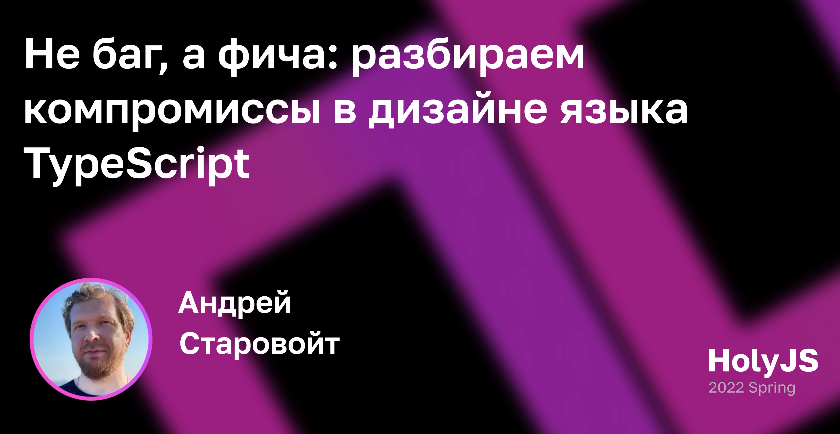 Не баг, а фича: разбираем
компромиссы в дизайне языка
TypeScript
Андрей
Старовойт
HolyJS
2022 Spring